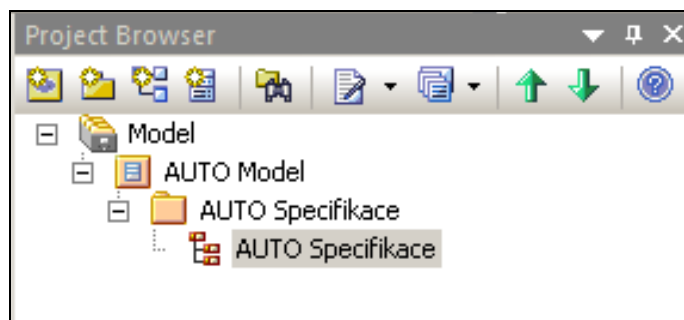 Project Browser
Model
AUTO Model
AUTO Specifikace
AUTO Specifikace